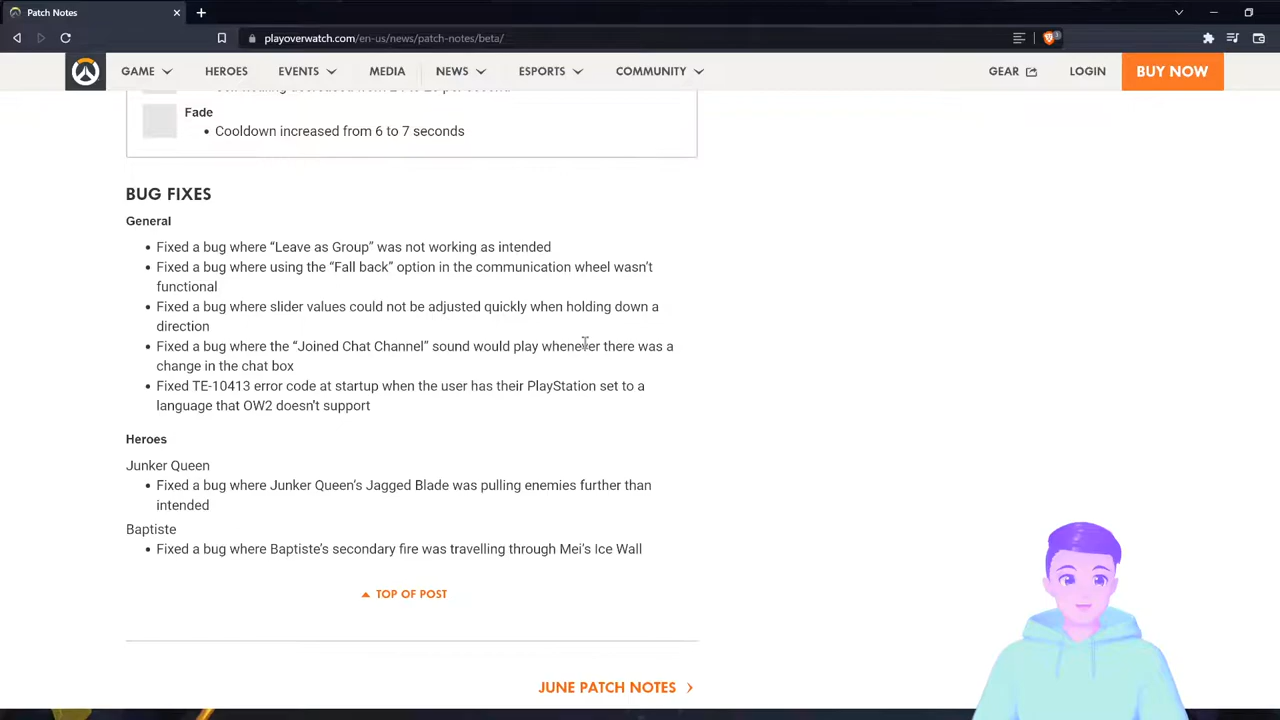 Patch Notes
playoverwatch.com/en-us/news/patch-notes/beta/
GAME HEROES EVENTS MEDIA NEWS ESPORTS COMMUNITY GEAR LOGIN BUY NOW
Fade
• Cooldown increased from 6 to 7 seconds
BUG FIXES
General
• Fixed a bug where “Leave as Group” was not working as intended
• Fixed a bug where using the “Fall back” option in the communication wheel wasn’t
functional
• Fixed a bug where slider values could not be adjusted quickly when holding down a
direction
• Fixed a bug where the “Joined Chat Channel” sound would play whenever there was a
change in the chat box
• Fixed TE-10413 error code at startup when the user has their PlayStation set to a
language that OW2 doesn’t support
Heroes
Junker Queen
• Fixed a bug where Junker Queen’s Jagged Blade was pulling enemies further than
intended
Baptiste
• Fixed a bug where Baptiste’s secondary fire was travelling through Mei’s Ice Wall
TOP OF POST
JUNE PATCH NOTES